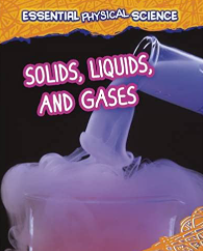 ESSENTIAL PHYSICAL SCIENCE
SOLIDS, LIQUIDS,
AND GASES